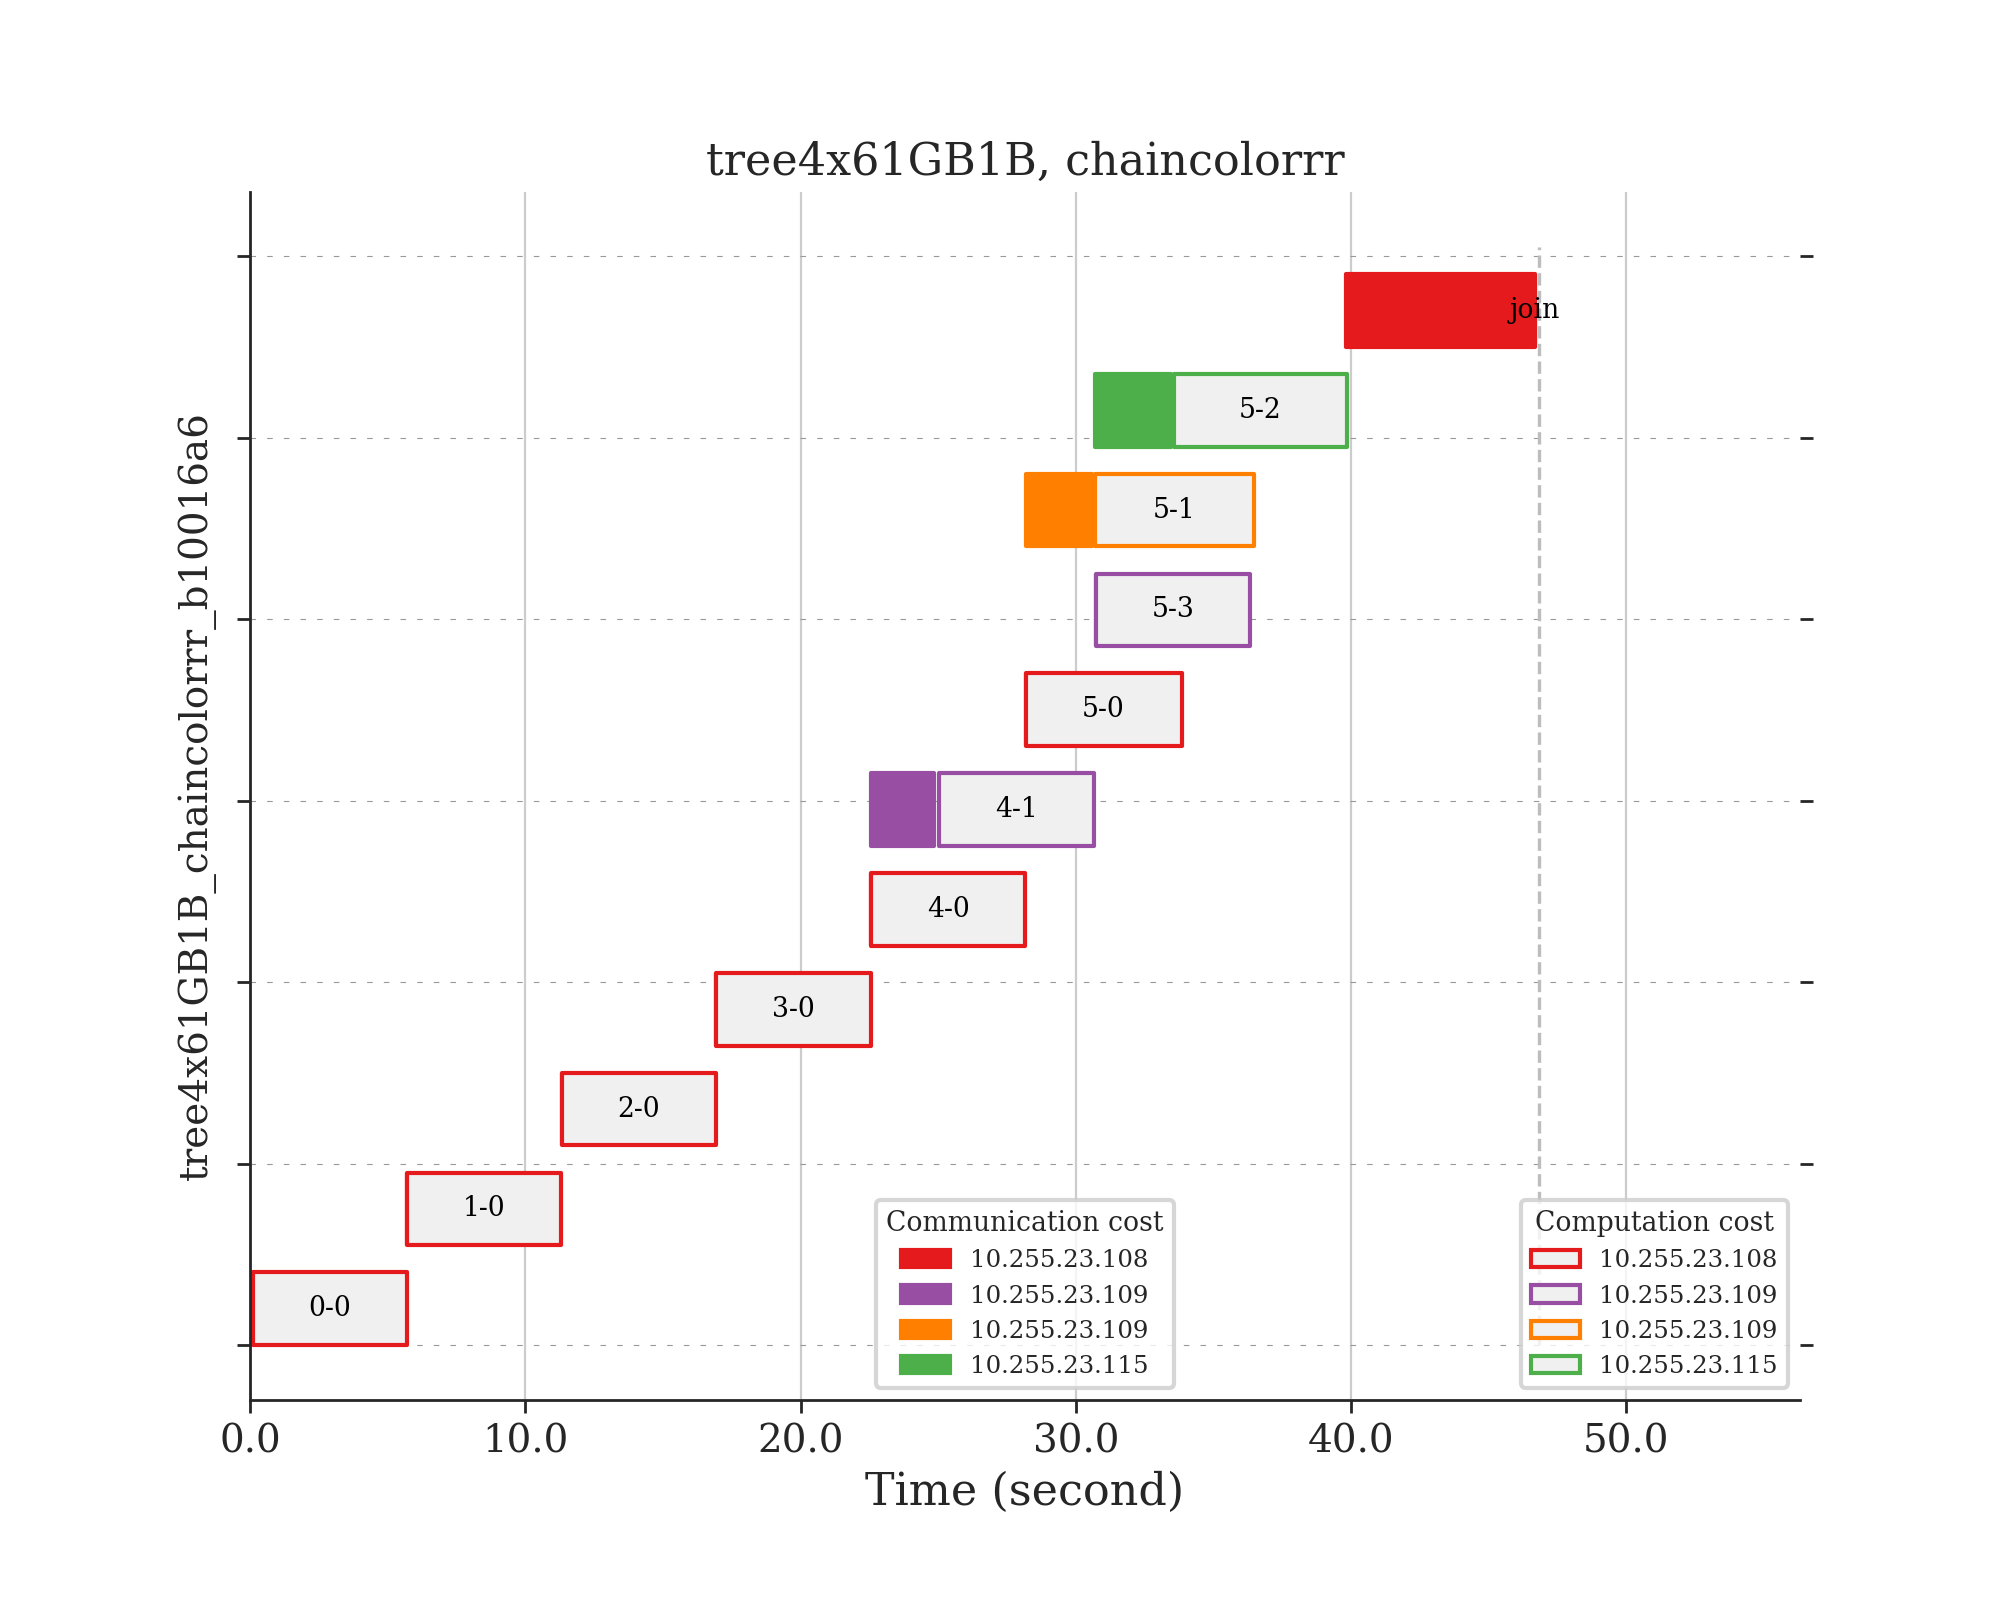 tree4x61GB1B, chaincolorrr
tree4x61GB1B_chaincolorrr_b10016a6
join
5-2
5-1
5-3
5-0
4-1
4-0
3-0
2-0
1-0
0-0
Communication cost
10.255.23.108
10.255.23.109
10.255.23.109
10.255.23.115
Computation cost
10.255.23.108
10.255.23.109
10.255.23.109
10.255.23.115
0.0 10.0 20.0 30.0 40.0 50.0
Time (second)